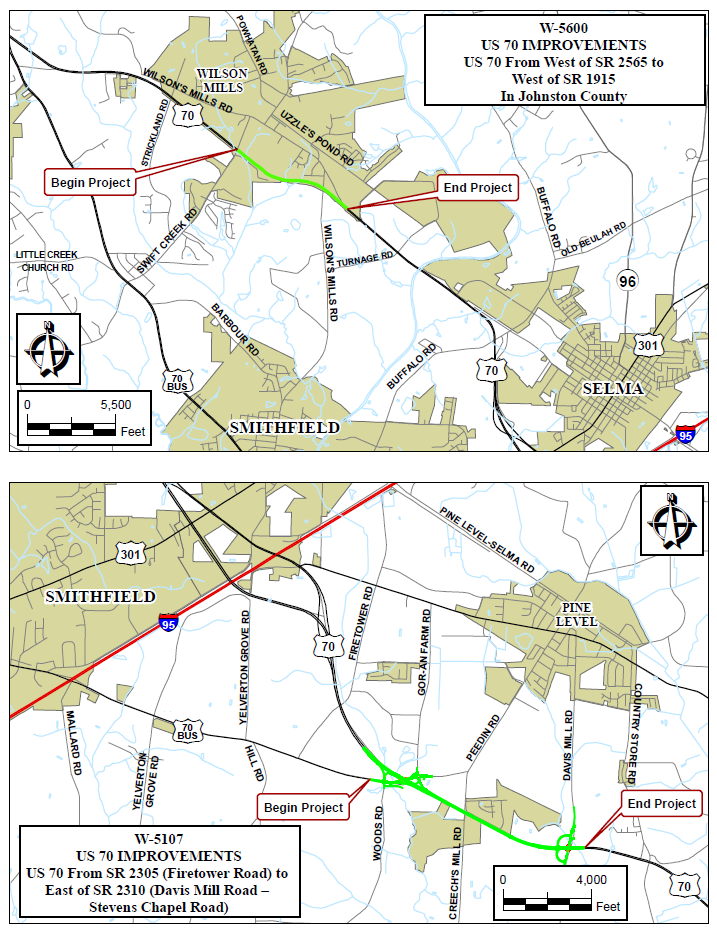 W-5600
US 70 IMPROVEMENTS
US 70 From West of SR 2565 to
West of SR 1915
In Johnston County
POWHATAN RD
WILSON
MILLS
WILSON'S MILLS RD
70
STRICKLAND RD
UZZLE'S POND RD
Begin Project
End Project
BUFFALO RD
OLD BEULAH RD
SWIFT CREEK RD
WILSON'S MILLS RD
TURNAGE RD
LITTLE CREEK
CHURCH RD
96
N
BARBOUR RD
301
BUFFALO RD
70
70
BUS
SELMA
0 5,500
Feet
SMITHFIELD
95
N
PINE LEVEL-SELMA RD
301
SMITHFIELD
FIRETOWER RD
PINE
LEVEL
95
YELVERTON GROVE RD
70
GOR-AN FARM RD
MALLARD RD
70
BUS
COUNTRY STORE RD
PEEDIN RD
DAVIS MILL RD
YELVERTON
GROVE RD
HILL RD
Begin Project
End Project
WOODS RD
CREECH'S MILL RD
W-5107
US 70 IMPROVEMENTS
US 70 From SR 2305 (Firetower Road) to
East of SR 2310 (Davis Mill Road –
Stevens Chapel Road)
0 4,000
Feet
70